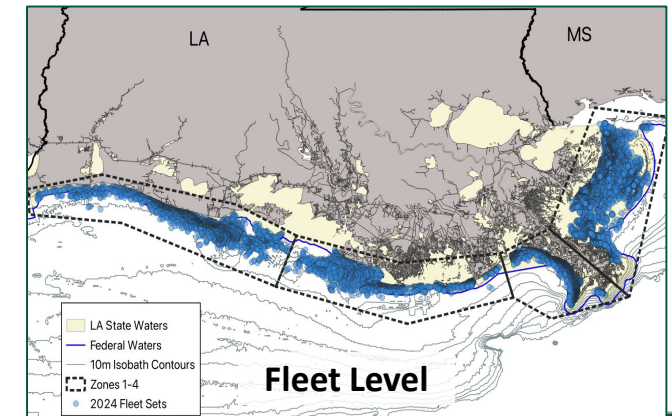 LA
MS
LA State Waters
Federal Waters
10m Isobath Contours
Zones 1-4
2024 Fleet Sets
Fleet Level